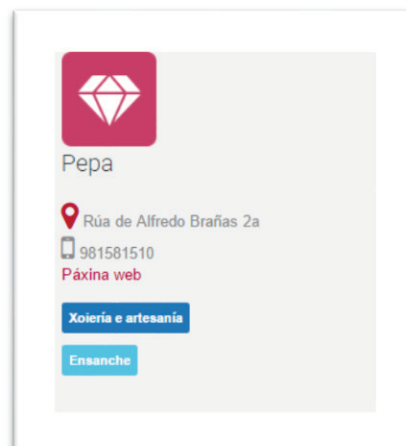 Pepa
Rúa de Alfredo Brañas 2a
981581510
Páxina web
Xoiería e artesanía
Ensanche